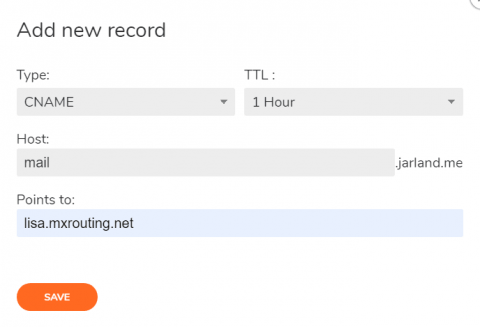 Add new record
Type: TTL :
CNAME 1 Hour
Host:
mail .jarland.me
Points to:
lisa.mxrouting.net
SAVE